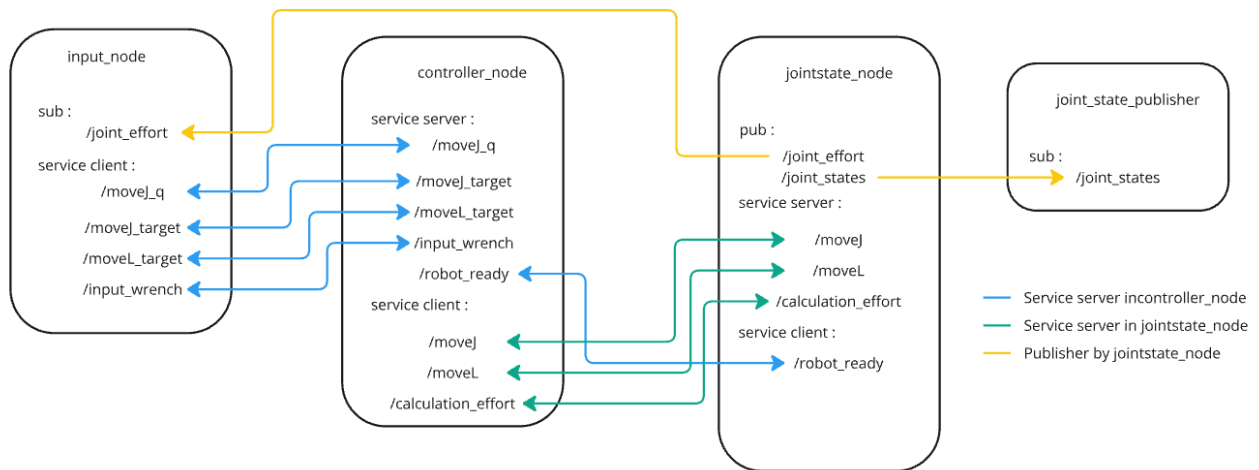 input_node
sub :
/joint_effort
service client :
/moveJ_q
/moveJ_target
/moveL_target
/input_wrench
controller_node
service server :
/moveJ_q
/moveJ_target
/moveL_target
/input_wrench
/robot_ready
service client :
/moveJ
/moveL
/calculation_effort
jointstate_node
pub :
/joint_effort
/joint_states
service server :
/moveJ
/moveL
/calculation_effort
service client :
/robot_ready
joint_state_publisher
sub :
/joint_states
Service server incontroller_node
Service server in jointstate_node
Publisher by jointstate_node